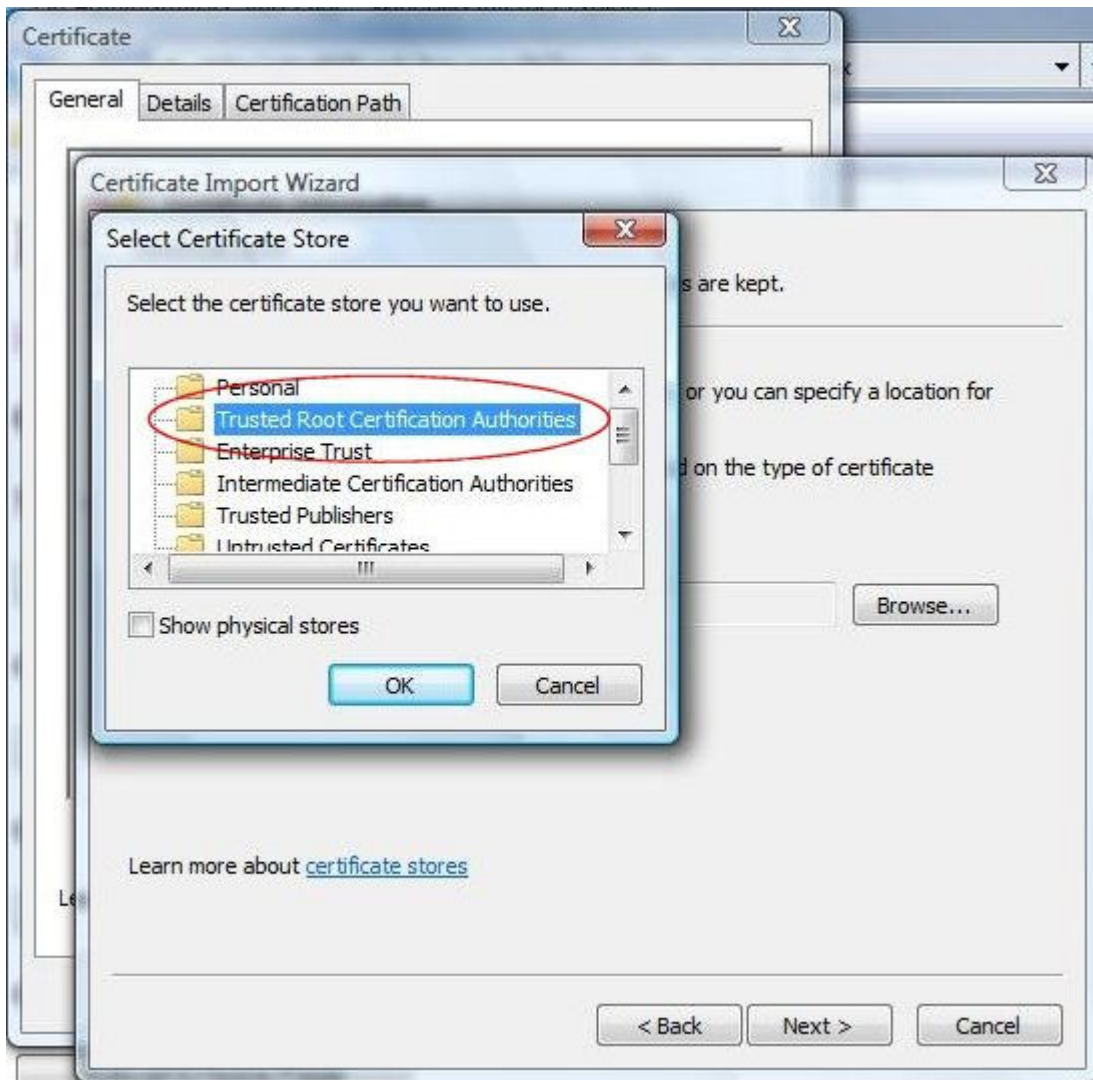 Certificate
General Details Certification Path
Certificate Import Wizard
Select Certificate Store
Select the certificate store you want to use.
s are kept.
Personal
Trusted Root Certification Authorities
Enterprise Trust
Intermediate Certification Authorities
Trusted Publishers
Untrusted Certificates
or you can specify a location for
d on the type of certificate
Show physical stores
Browse...
OK Cancel
Learn more about certificate stores
Le
< Back Next > Cancel